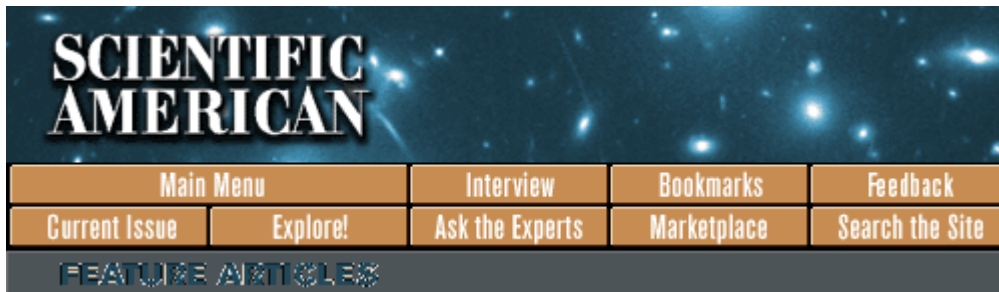 SCIENTIFIC
AMERICAN
Main Menu Interview Bookmarks Feedback
Current Issue Explore! Ask the Experts Marketplace Search the Site
FEATURE ARTICLES